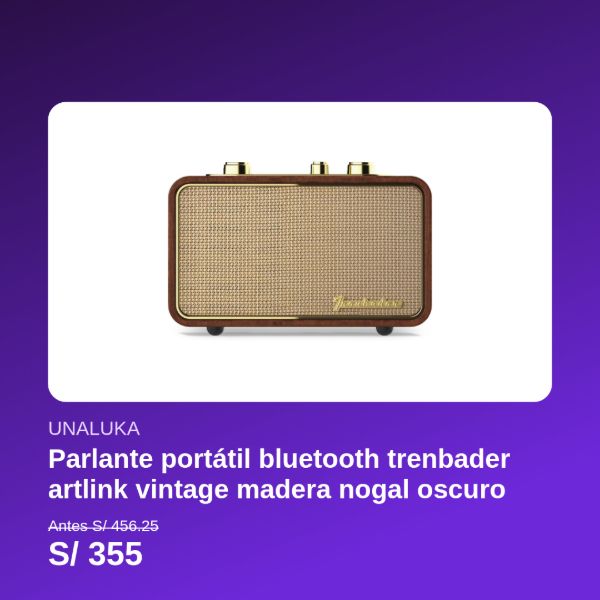 UNALUKA
Parlante portátil bluetooth trenbader
artlink vintage madera nogal oscuro
Antes S/ 456.25
S/ 355